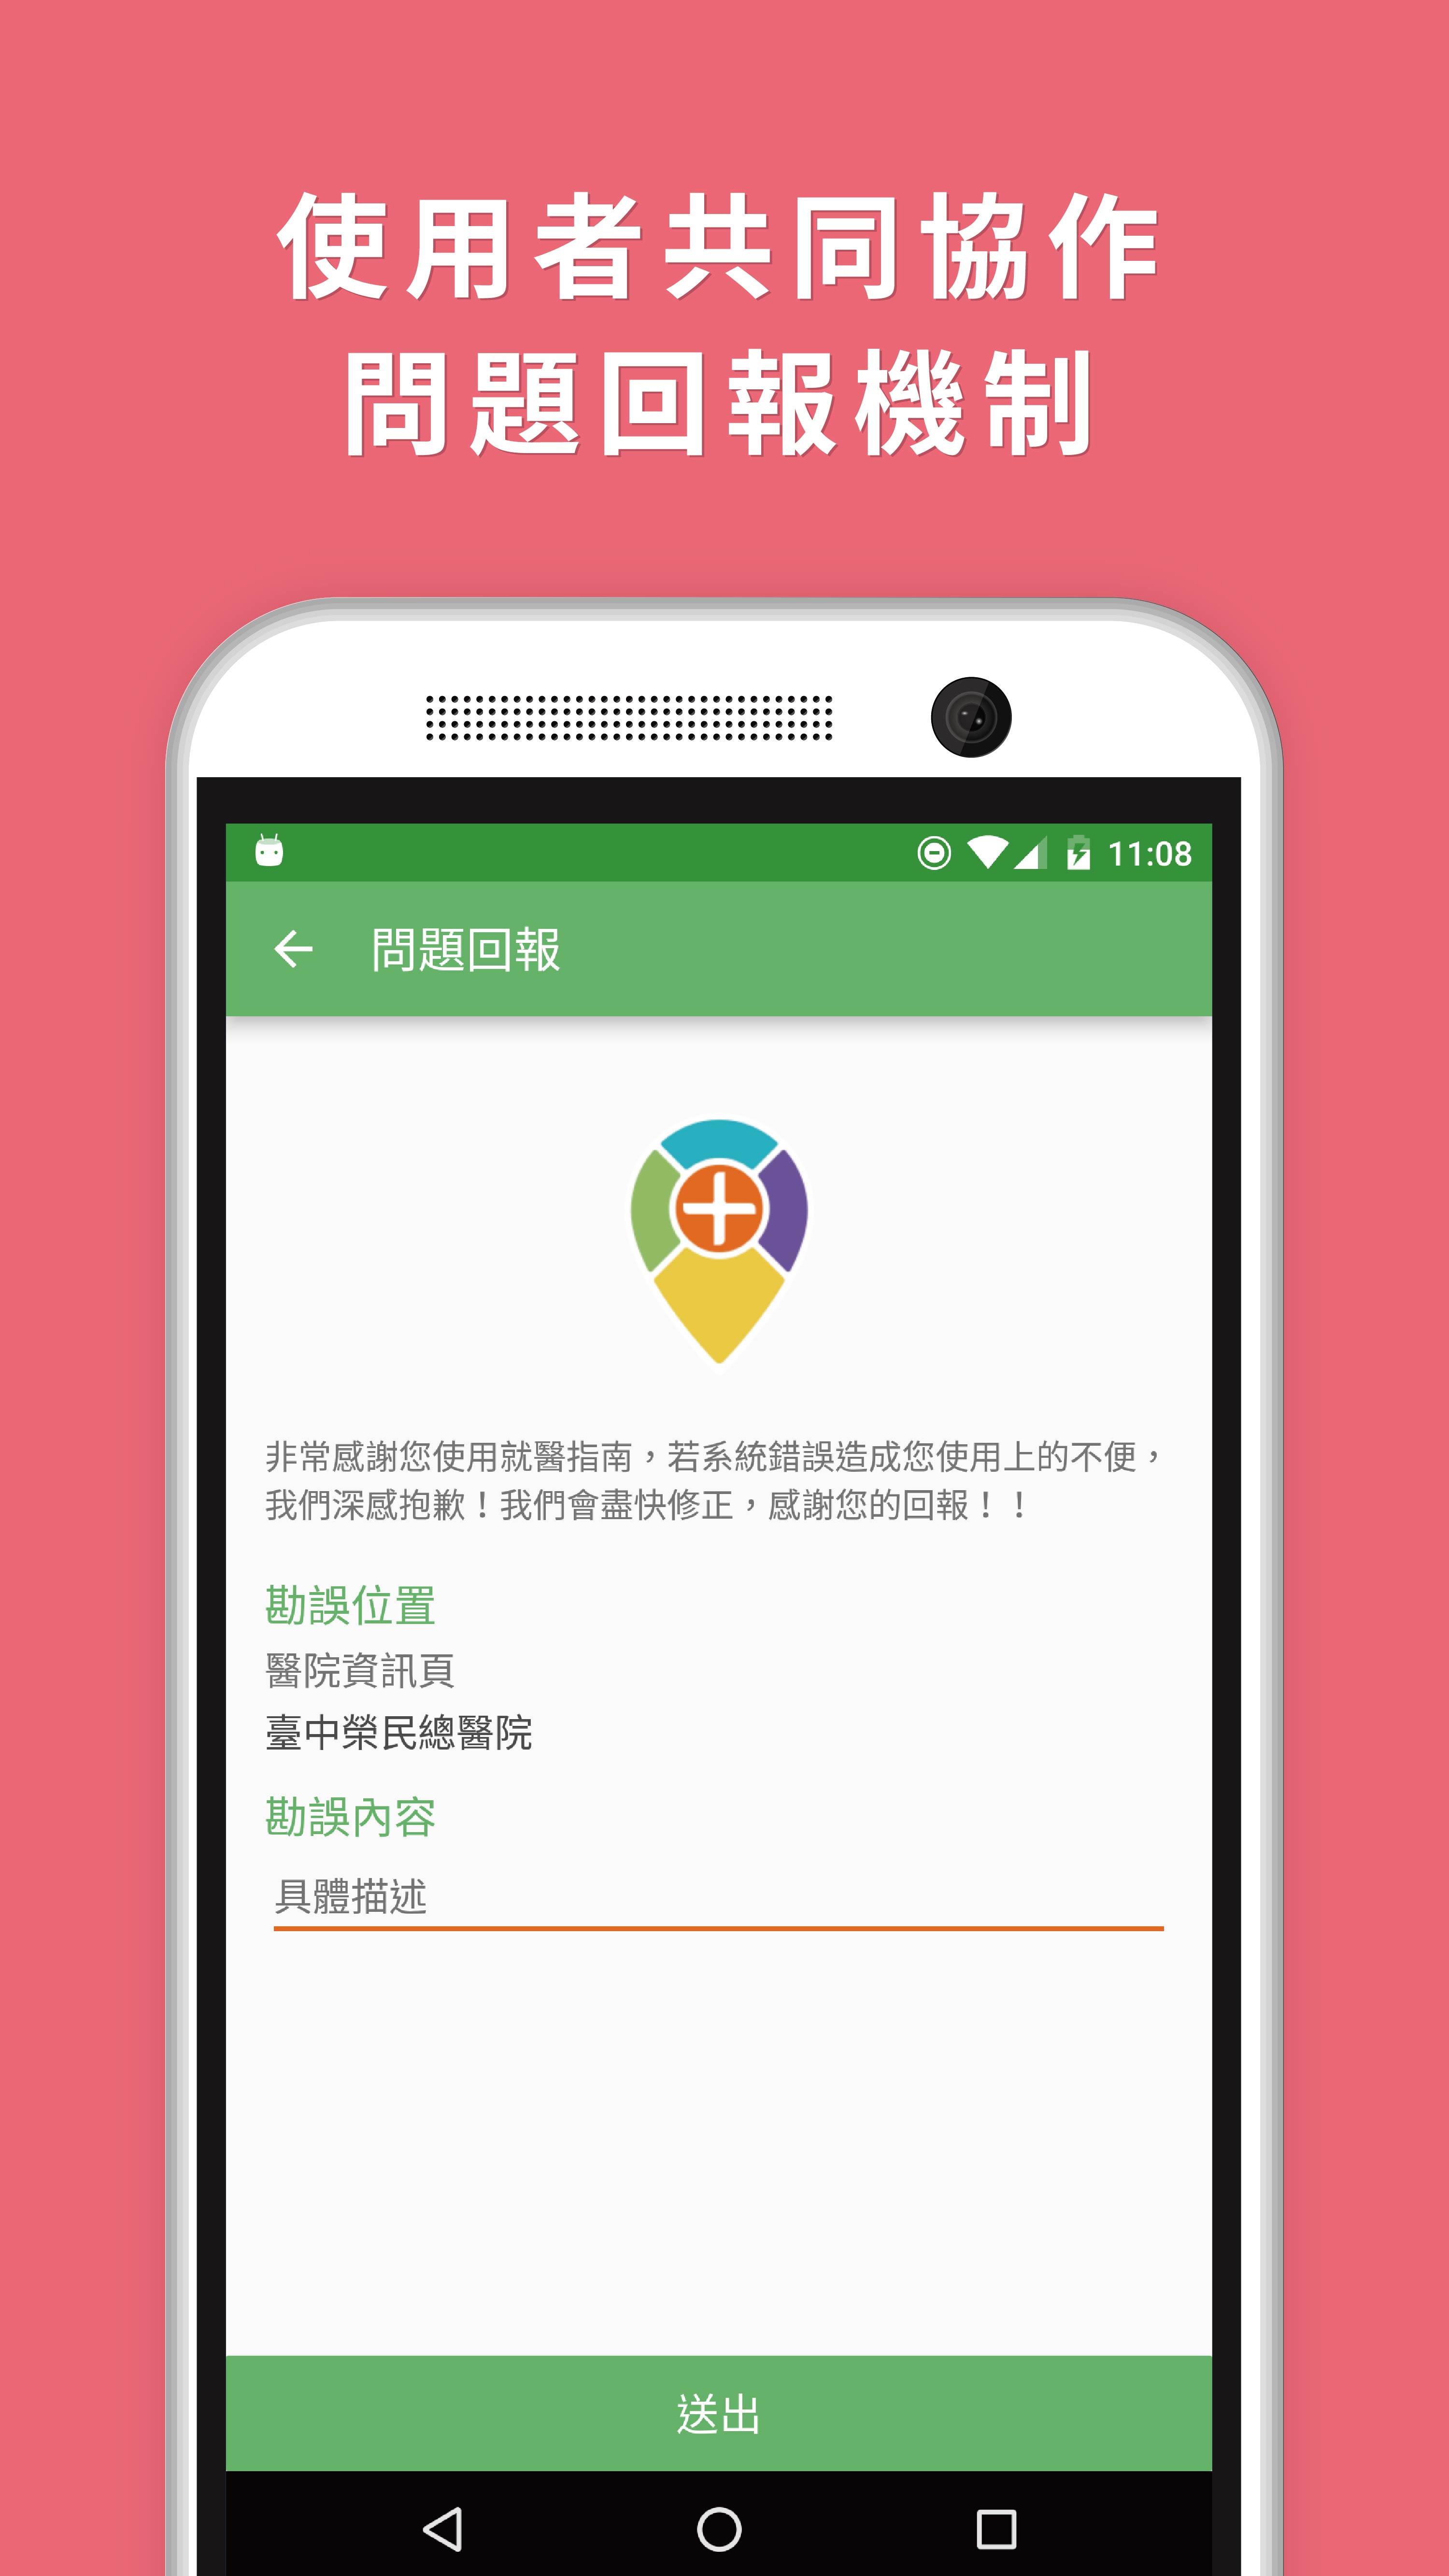 使用者共同協作
問題回報機制
11:08
問題回報
非常感謝您使用就醫指南，若系統錯誤造成您使用上的不便，
我們深感抱歉！我們會盡快修正，感謝您的回報！！
勘誤位置
醫院資訊頁
臺中榮民總醫院
勘誤內容
具體描述
送出